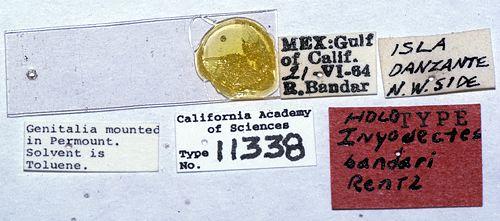 MEX:Gulf
of Calif.
21-VI-64
R.Bandar
ISLA
DANZANTE
N.W. SIDE.
Genitalia mounted
in Permount.
Solvent is
Toluene.
California Academy
of Sciences
Type
No. 11338
HOLOTYPE
Inyodectes
bandari
Rentz